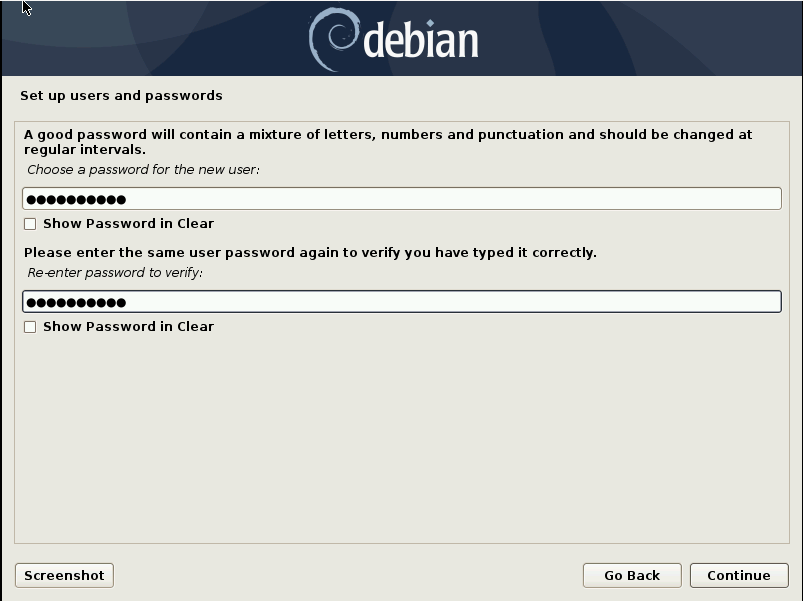 debian
Set up users and passwords
A good password will contain a mixture of letters, numbers and punctuation and should be changed at
regular intervals.
Choose a password for the new user:
●●●●●●●●●●
Show Password in Clear
Please enter the same user password again to verify you have typed it correctly.
Re-enter password to verify:
●●●●●●●●●●
Show Password in Clear
Screenshot
Go Back
Continue